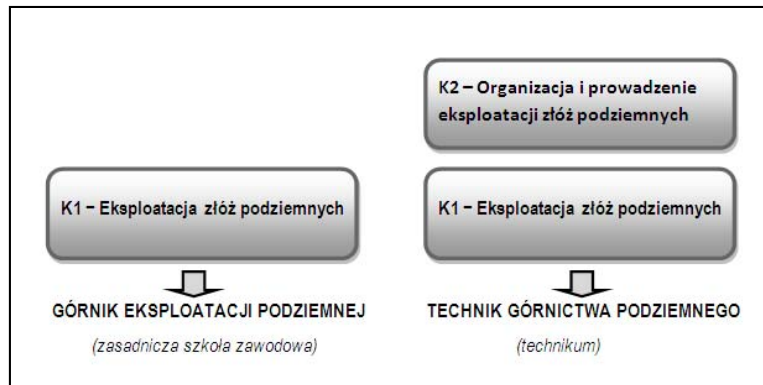 K2 – Organizacja i prowadzenie
eksploatacji złóż podziemnych
K1 – Eksploatacja złóż podziemnych
K1 – Eksploatacja złóż podziemnych
GÓRNIK EKSPLOATACJI PODZIEMNEJ
(zasadnicza szkoła zawodowa)
TECHNIK GÓRNICTWA PODZIEMNEGO
(technikum)